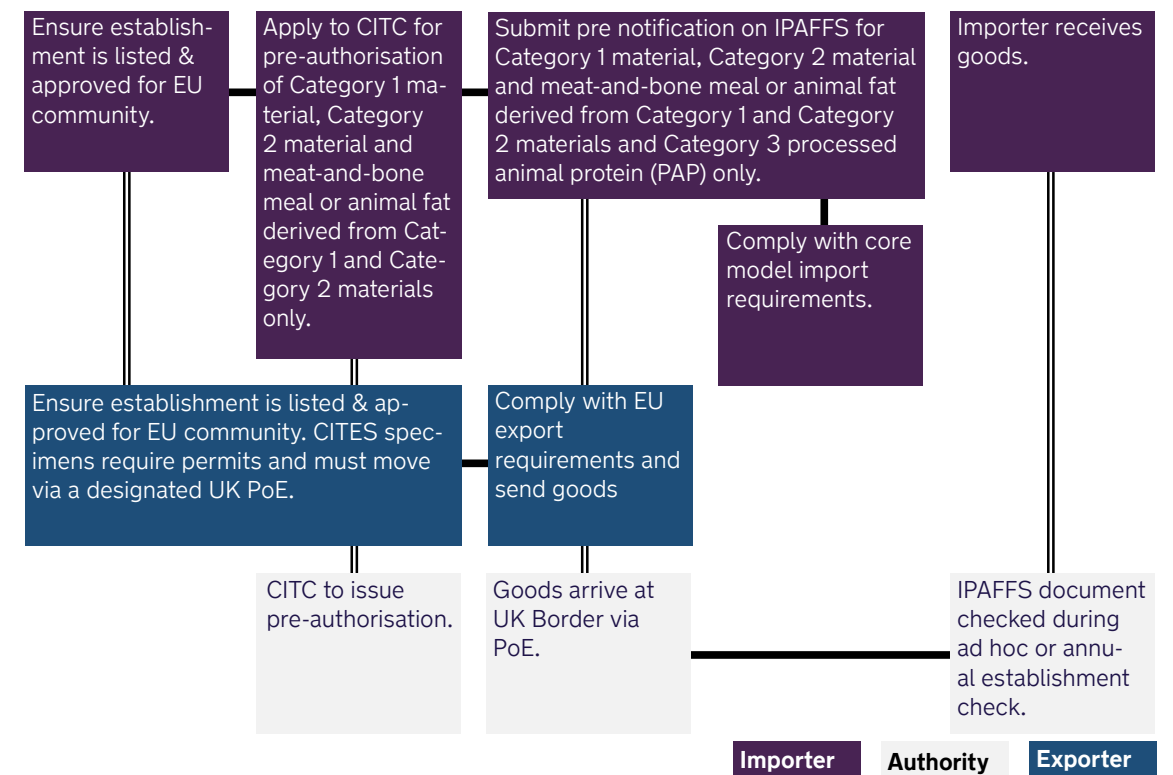 Ensure establish-
ment is listed &
approved for EU
community.
Apply to CITC for
pre-authorisation
of Category 1 ma-
terial, Category
2 material and
meat-and-bone
meal or animal fat
derived from Cat-
egory 1 and Cate-
gory 2 materials
only.
Submit pre notification on IPAFFS for
Category 1 material, Category 2 material
and meat-and-bone meal or animal fat
derived from Category 1 and Category
2 materials and Category 3 processed
animal protein (PAP) only.
Importer receives
goods.
Comply with core
model import
requirements.
Ensure establishment is listed & ap-
proved for EU community. CITES spec-
imens require permits and must move
via a designated UK PoE.
Comply with EU
export
requirements and
send goods
CITC to issue
pre-authorisation.
Goods arrive at
UK Border via
PoE.
IPAFFS document
checked during
ad hoc or annu-
al establishment
check.
Importer
Authority
Exporter